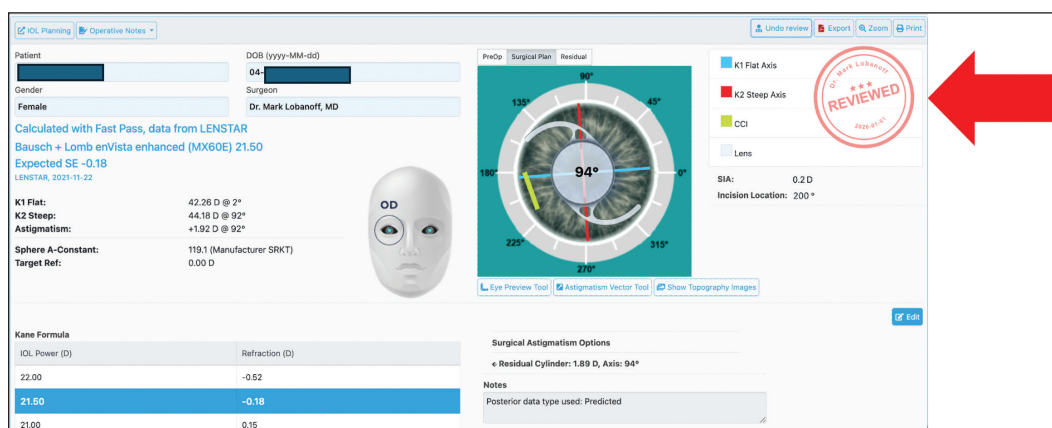 IOL Planning Operative Notes
Undo review Export Zoom Print
Patient
DOB (yyyy-MM-dd)
04-
Gender
Surgeon
Female
Dr. Mark Lobanoff, MD
Calculated with Fast Pass, data from LENSTAR
Bausch + Lomb enVista enhanced (MX60E) 21.50
Expected SE -0.18
LENSTAR, 2021-11-22
K1 Flat: 42.26 D @ 2°
K2 Steep: 44.18 D @ 92°
Astigmatism: +1.92 D @ 92°
Sphere A-Constant: 119.1 (Manufacturer SRKT)
Target Ref: 0.00 D
OD
PreOp Surgical Plan Residual
90°
135° 45°
180° 94° 0°
225° 315°
270°
Eye Preview Tool Astigmatism Vector Tool Show Topography Images
K1 Flat Axis
K2 Steep Axis
CCI
Lens
Dr. Mark Lobanoff
REVIEWED
2026-01-01
SIA: 0.2 D
Incision Location: 200 °
Edit
Kane Formula
IOL Power (D) Refraction (D)
22.00 -0.52
21.50 -0.18
21.00 0.15
Surgical Astigmatism Options
Residual Cylinder: 1.89 D, Axis: 94°
Notes
Posterior data type used: Predicted